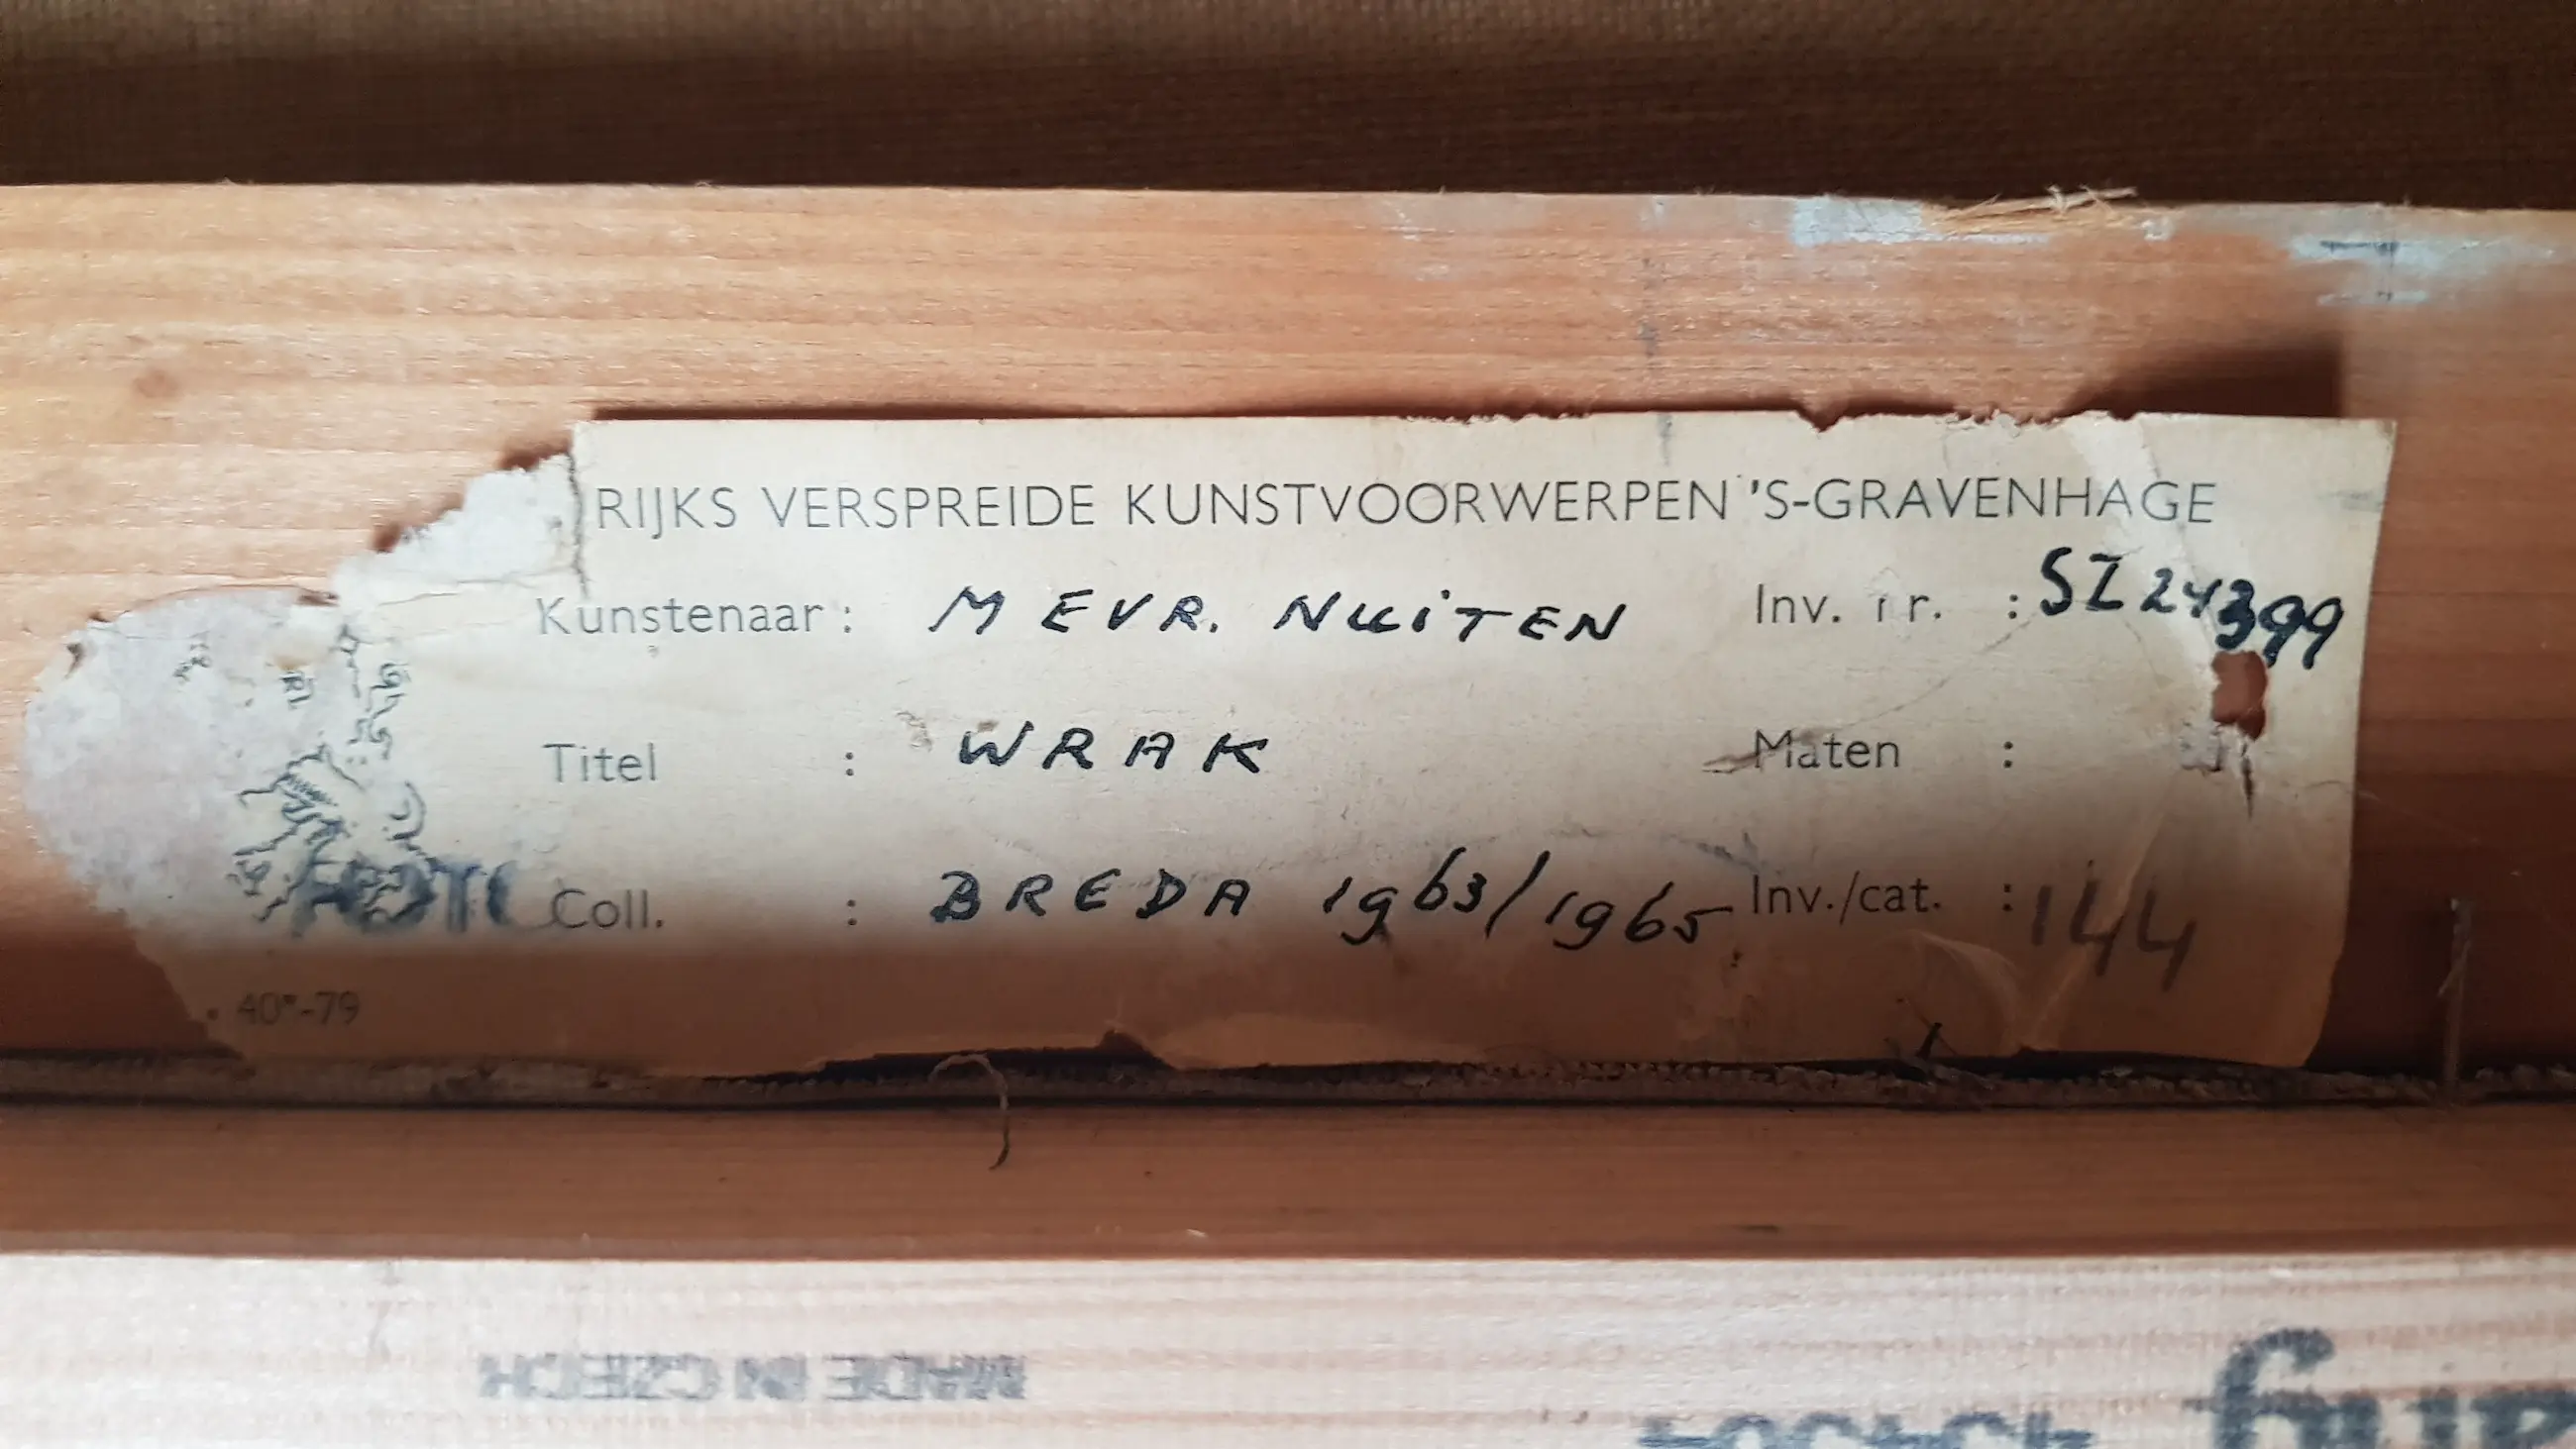 RIJKS VERSPREIDE KUNSTVOORWERPEN 'S-GRAVENHAGE
Kunstenaar : MEVR. NUiTEN Inv. nr. : SZ24399
Titel : WRAK Maten :
Coll. : BREDA 1963/1965 Inv./cat. : 144
40*-79
MADE IN CZECH